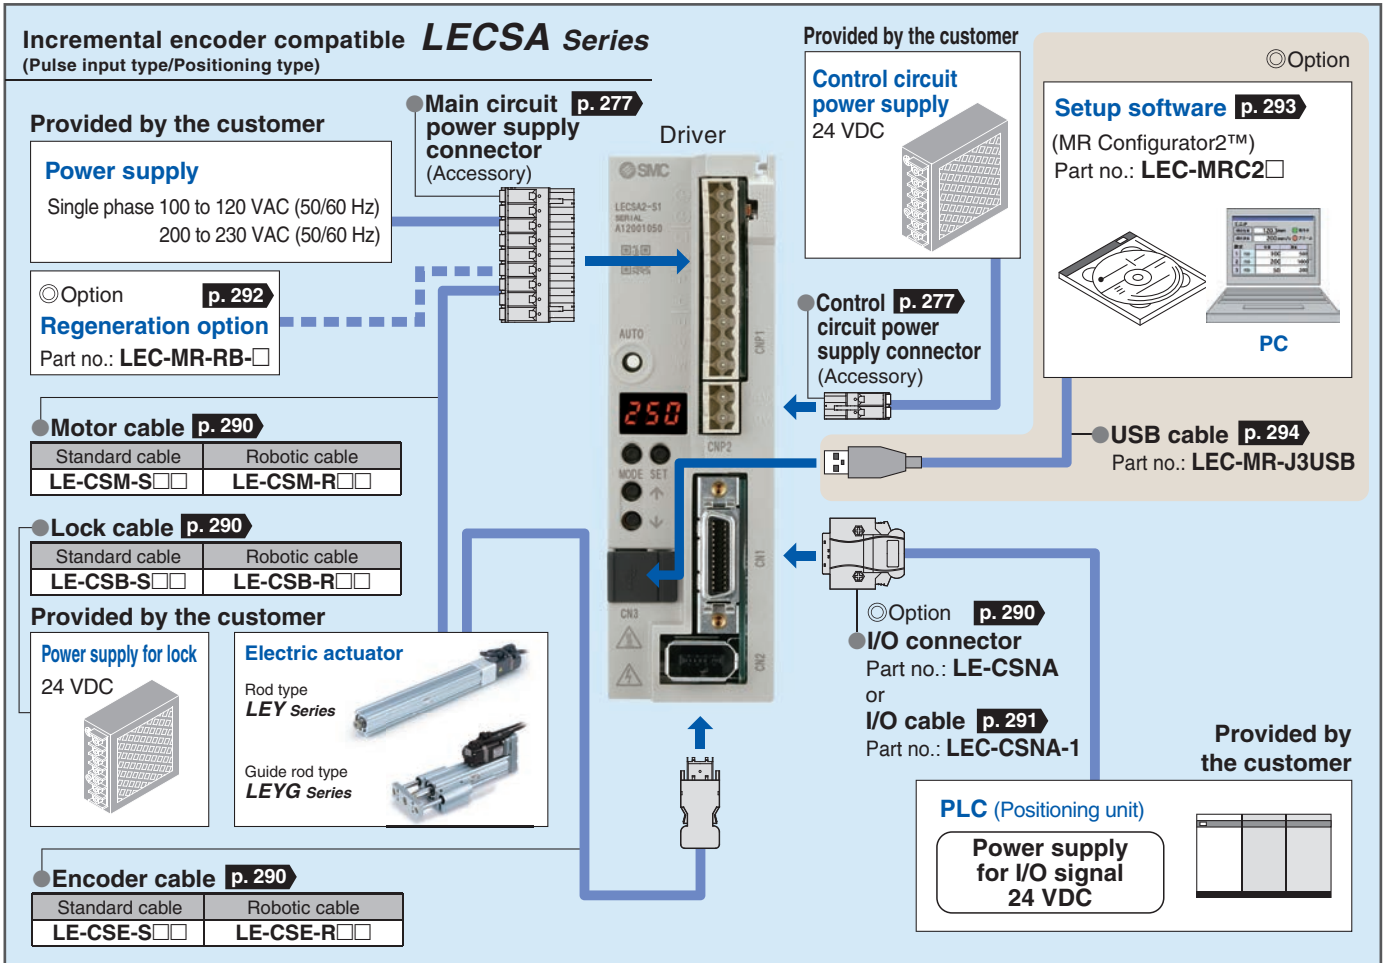 Incremental encoder compatible LECSA Series
(Pulse input type/Positioning type)
Provided by the customer
Power supply
Single phase 100 to 120 VAC (50/60 Hz)
200 to 230 VAC (50/60 Hz)
◎Option p. 292
Regeneration option
Part no.: LEC-MR-RB-□
●Main circuit p. 277
power supply
connector
(Accessory)
Driver
SMC
LECSA2-S1
SERIAL
A12001050
AUTO
250
MODE SET
CNP1
CNP2
CN1
CN2
CN3
Provided by the customer
Control circuit
power supply
24 VDC
●Control p. 277
circuit power
supply connector
(Accessory)
◎Option
Setup software p. 293
(MR Configurator2™)
Part no.: LEC-MRC2□
PC
●USB cable p. 294
Part no.: LEC-MR-J3USB
●Motor cable p. 290
Standard cable Robotic cable
LE-CSM-S□□ LE-CSM-R□□
●Lock cable p. 290
Standard cable Robotic cable
LE-CSB-S□□ LE-CSB-R□□
Provided by the customer
Power supply for lock
24 VDC
Electric actuator
Rod type
LEY Series
Guide rod type
LEYG Series
●Encoder cable p. 290
Standard cable Robotic cable
LE-CSE-S□□ LE-CSE-R□□
◎Option p. 290
●I/O connector
Part no.: LE-CSNA
or
I/O cable p. 291
Part no.: LEC-CSNA-1
Provided by
the customer
PLC (Positioning unit)
Power supply
for I/O signal
24 VDC